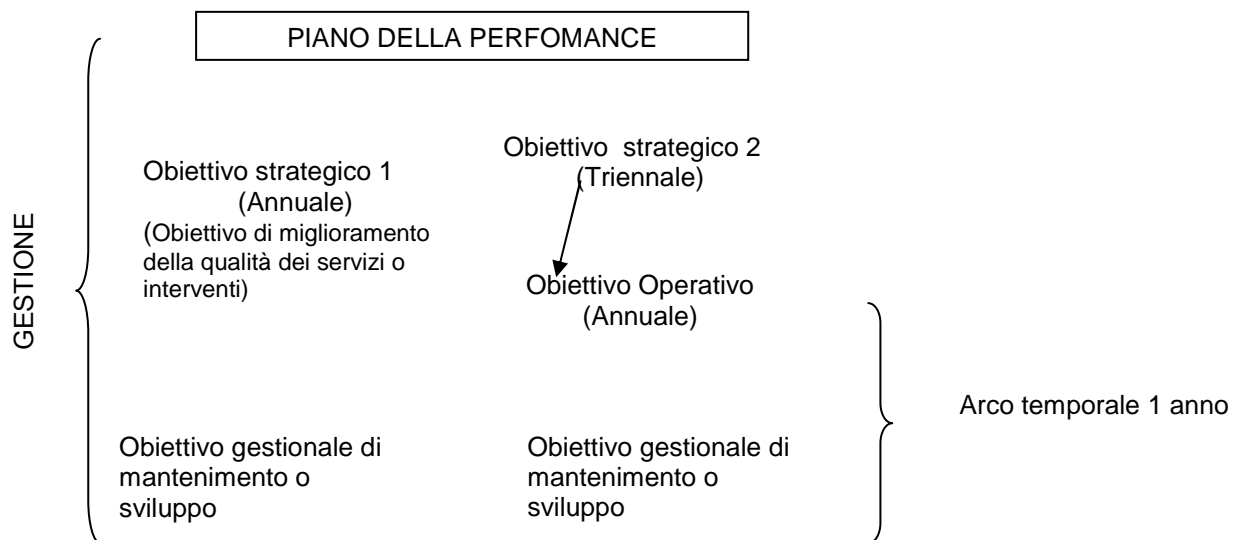 PIANO DELLA PERFOMANCE
GESTIONE
Obiettivo strategico 1
(Annuale)
(Obiettivo di miglioramento
della qualità dei servizi o
interventi)
Obiettivo strategico 2
(Triennale)
Obiettivo Operativo
(Annuale)
Arco temporale 1 anno
Obiettivo gestionale di
mantenimento o
sviluppo
Obiettivo gestionale di
mantenimento o
sviluppo